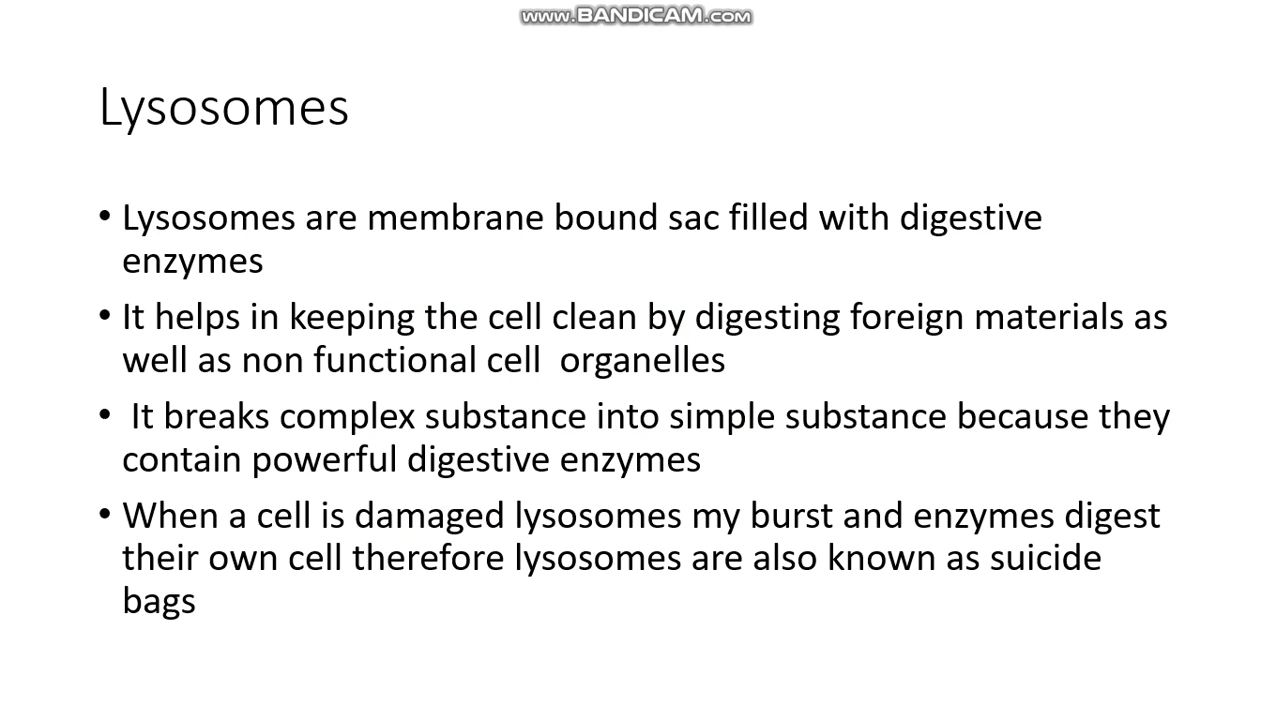 www.BANDICAM.com
Lysosomes
• Lysosomes are membrane bound sac filled with digestive
enzymes
• It helps in keeping the cell clean by digesting foreign materials as
well as non functional cell  organelles
•  It breaks complex substance into simple substance because they
contain powerful digestive enzymes
• When a cell is damaged lysosomes my burst and enzymes digest
their own cell therefore lysosomes are also known as suicide
bags